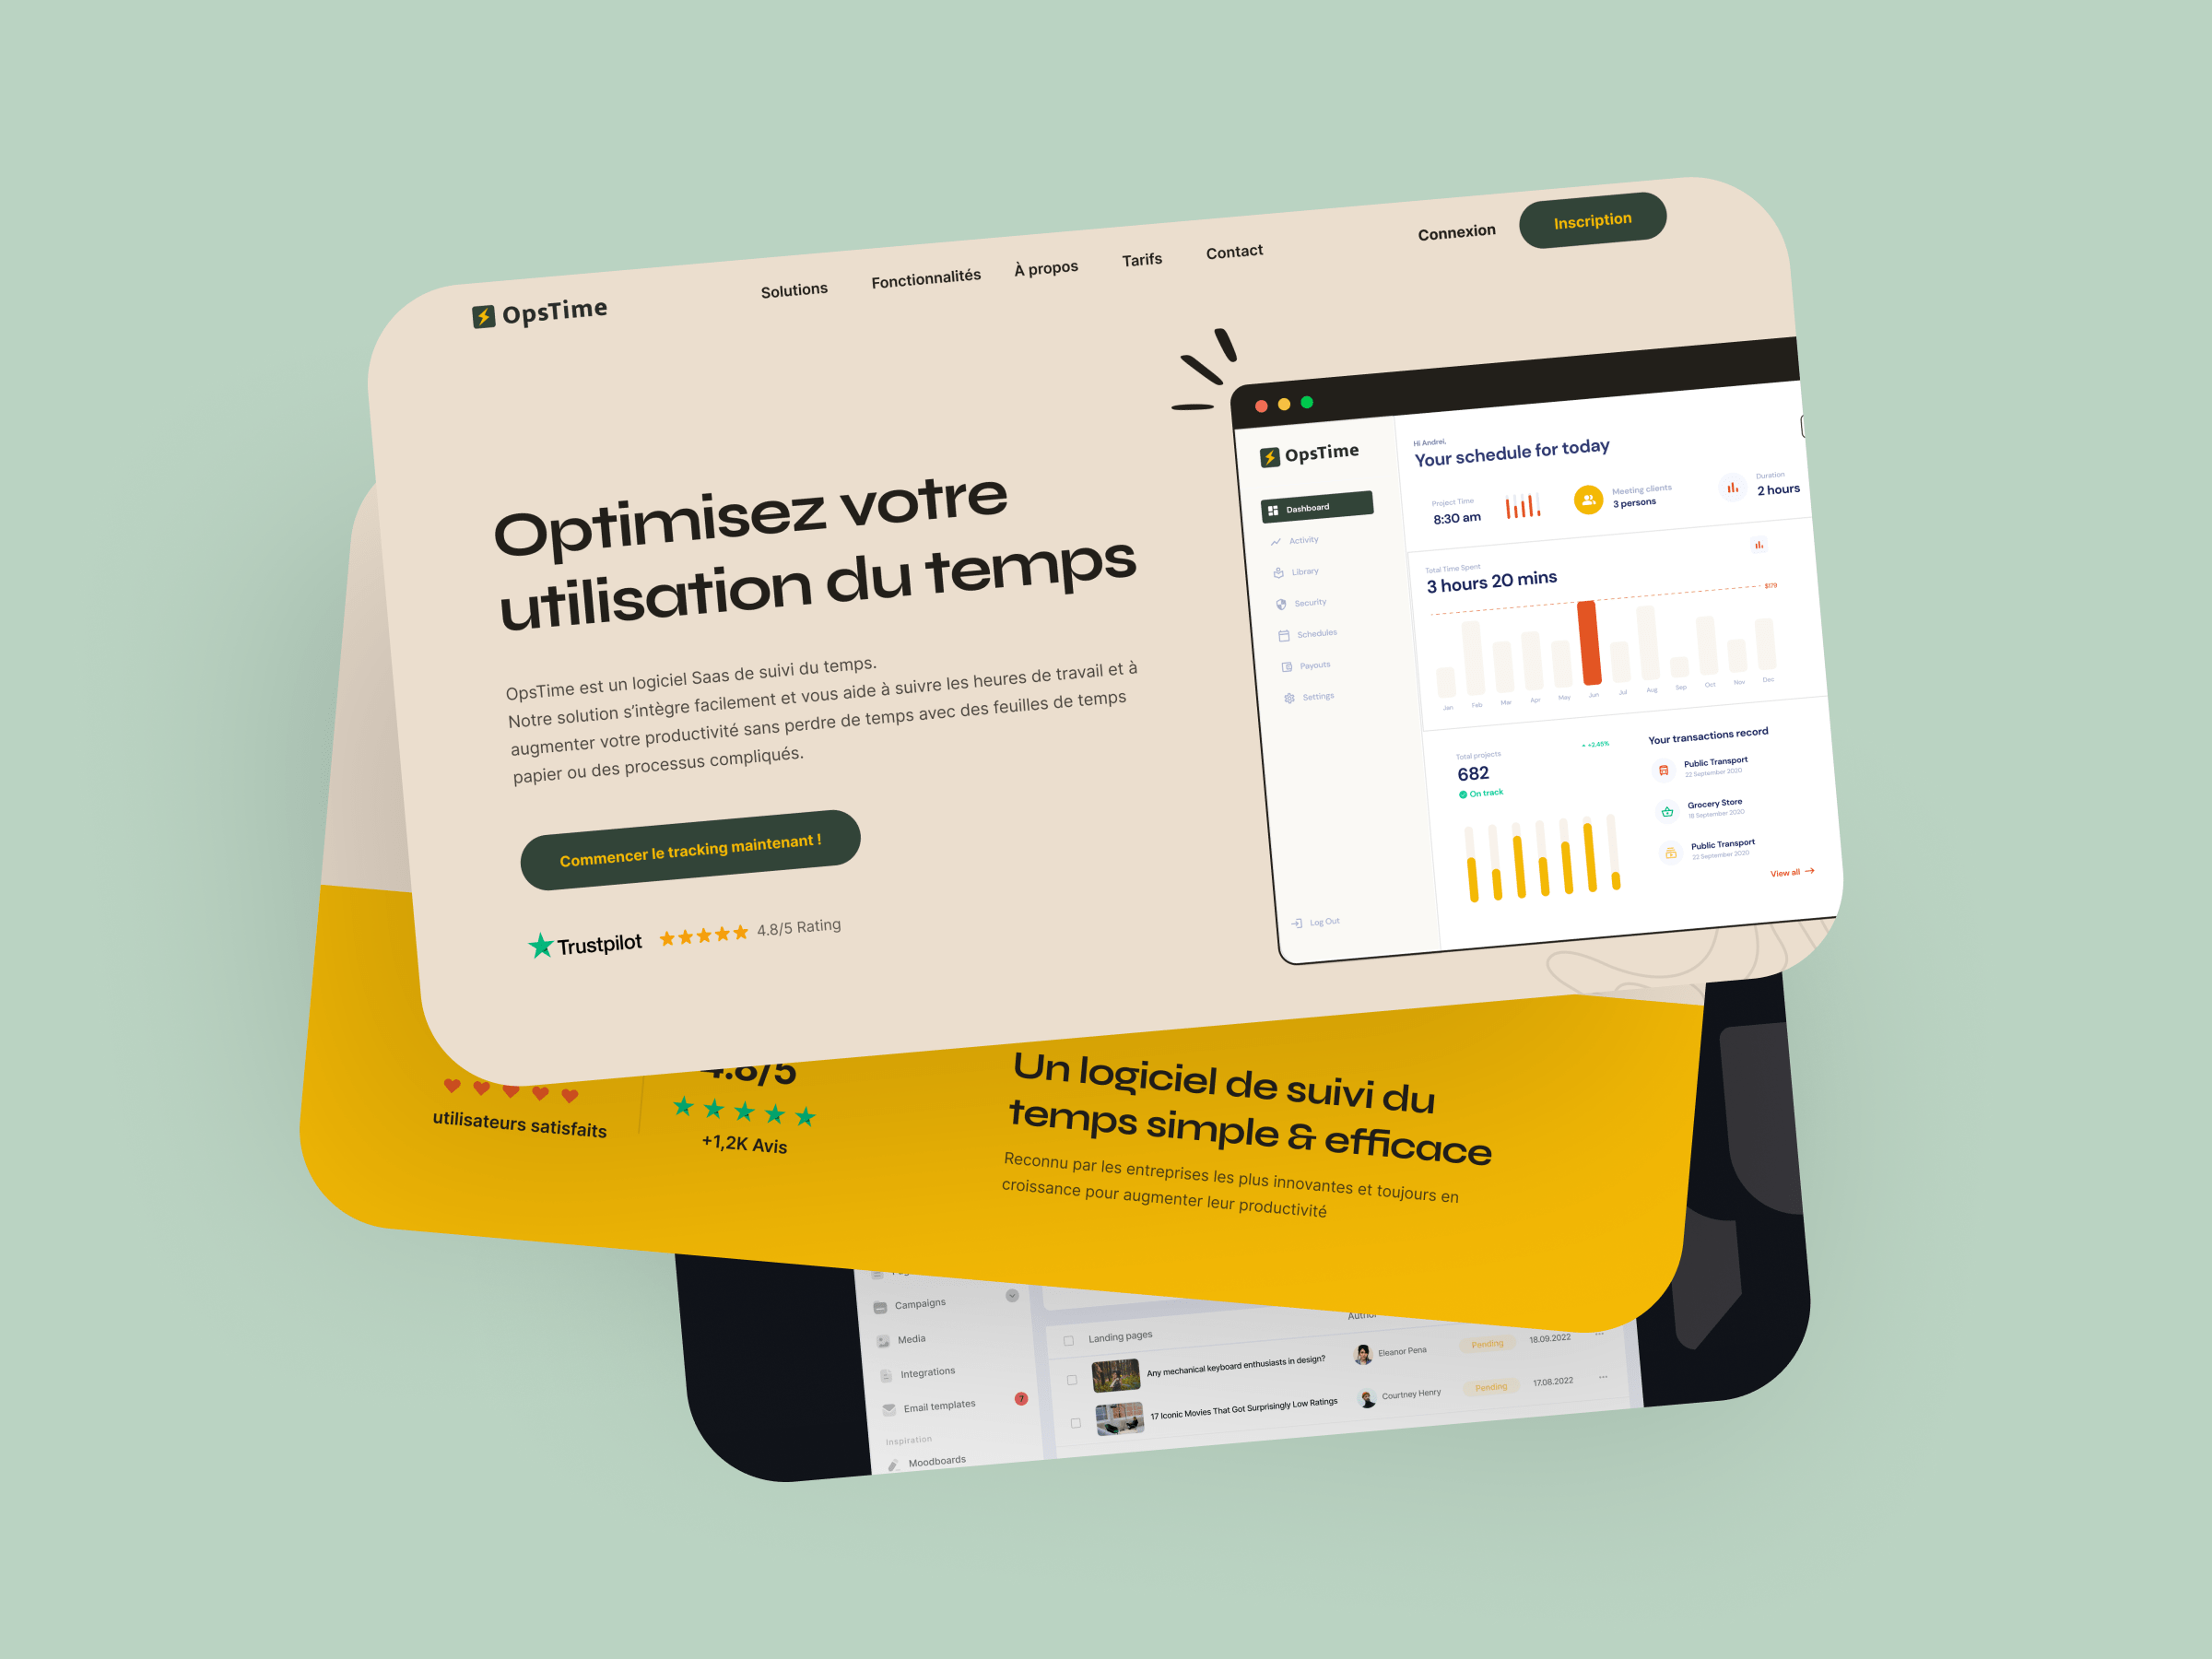 OpsTime
Solutions
Fonctionnalités
À propos
Tarifs
Contact
Connexion
Inscription
Optimisez votre
utilisation du temps
OpsTime est un logiciel Saas de suivi du temps.
Notre solution s'intègre facilement et vous aide à suivre les heures de travail et à
augmenter votre productivité sans perdre de temps avec des feuilles de temps
papier ou des processus compliqués.
Commencer le tracking maintenant !
Trustpilot
4.8/5 Rating
OpsTime
Dashboard
Activity
Library
Security
Schedules
Payouts
Settings
Log Out
Hi Andrei,
Your schedule for today
Project Time
8:30 am
Meeting clients
3 persons
Duration
2 hours
Total Time Spent
3 hours 20 mins
$179
Jan
Feb
Mar
Apr
May
Jun
Jul
Aug
Sep
Oct
Nov
Dec
Total projects
682
On track
+2.45%
Your transactions record
Public Transport
22 September 2020
Grocery Store
18 September 2020
Public Transport
22 September 2020
View all
utilisateurs satisfaits
4.8/5
+1,2K Avis
Un logiciel de suivi du
temps simple & efficace
Reconnu par les entreprises les plus innovantes et toujours en
croissance pour augmenter leur productivité
Campaigns
Media
Integrations
Email templates
7
Inspiration
Moodboards
Landing pages
Author
Any mechanical keyboard enthusiasts in design?
Eleanor Pena
Pending
18.09.2022
17 Iconic Movies That Got Surprisingly Low Ratings
Courtney Henry
Pending
17.08.2022